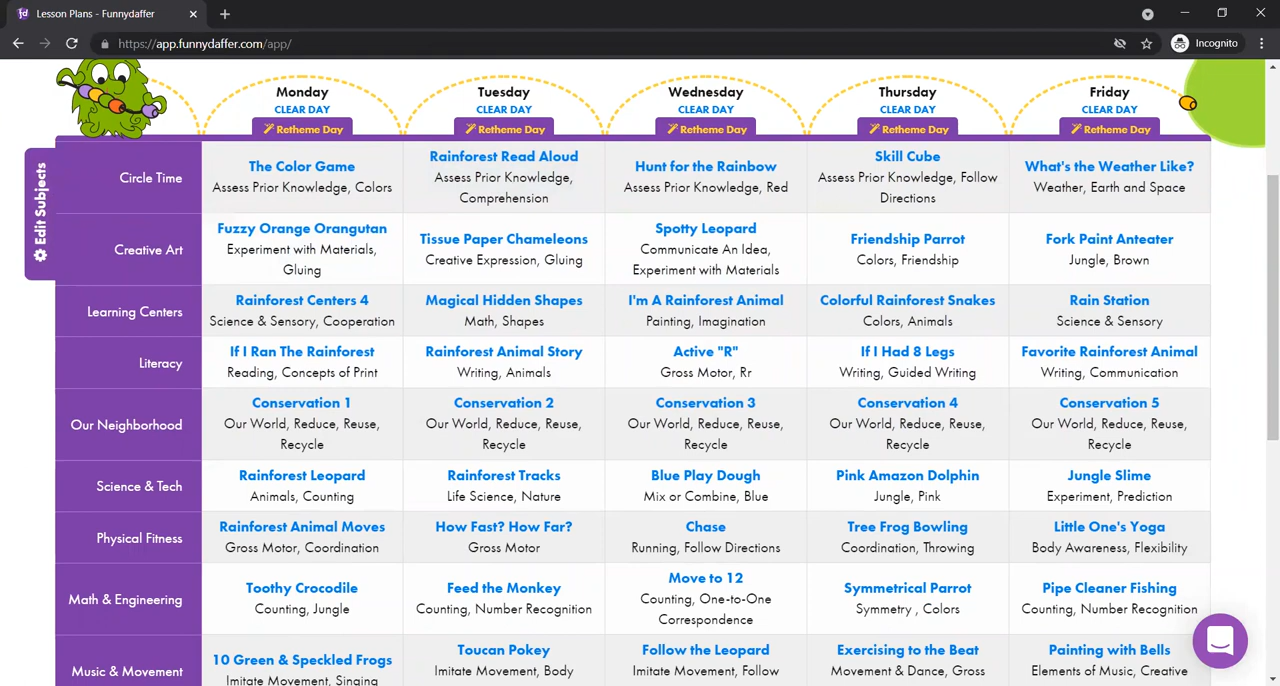 fd Lesson Plans - Funnydaffer
https://app.funnydaffer.com/app/
Incognito
Monday Tuesday Wednesday Thursday Friday
CLEAR DAY CLEAR DAY CLEAR DAY CLEAR DAY CLEAR DAY
Retheme Day Retheme Day Retheme Day Retheme Day Retheme Day
Edit Subjects
Circle Time
The Color Game
Assess Prior Knowledge, Colors
Rainforest Read Aloud
Assess Prior Knowledge,
Comprehension
Hunt for the Rainbow
Assess Prior Knowledge, Red
Skill Cube
Assess Prior Knowledge, Follow
Directions
What's the Weather Like?
Weather, Earth and Space
Creative Art
Fuzzy Orange Orangutan
Experiment with Materials,
Gluing
Tissue Paper Chameleons
Creative Expression, Gluing
Spotty Leopard
Communicate An Idea,
Experiment with Materials
Friendship Parrot
Colors, Friendship
Fork Paint Anteater
Jungle, Brown
Learning Centers
Rainforest Centers 4
Science & Sensory, Cooperation
Magical Hidden Shapes
Math, Shapes
I'm A Rainforest Animal
Painting, Imagination
Colorful Rainforest Snakes
Colors, Animals
Rain Station
Science & Sensory
Literacy
If I Ran The Rainforest
Reading, Concepts of Print
Rainforest Animal Story
Writing, Animals
Active "R"
Gross Motor, Rr
If I Had 8 Legs
Writing, Guided Writing
Favorite Rainforest Animal
Writing, Communication
Our Neighborhood
Conservation 1
Our World, Reduce, Reuse,
Recycle
Conservation 2
Our World, Reduce, Reuse,
Recycle
Conservation 3
Our World, Reduce, Reuse,
Recycle
Conservation 4
Our World, Reduce, Reuse,
Recycle
Conservation 5
Our World, Reduce, Reuse,
Recycle
Science & Tech
Rainforest Leopard
Animals, Counting
Rainforest Tracks
Life Science, Nature
Blue Play Dough
Mix or Combine, Blue
Pink Amazon Dolphin
Jungle, Pink
Jungle Slime
Experiment, Prediction
Physical Fitness
Rainforest Animal Moves
Gross Motor, Coordination
How Fast? How Far?
Gross Motor
Chase
Running, Follow Directions
Tree Frog Bowling
Coordination, Throwing
Little One's Yoga
Body Awareness, Flexibility
Math & Engineering
Toothy Crocodile
Counting, Jungle
Feed the Monkey
Counting, Number Recognition
Move to 12
Counting, One-to-One
Correspondence
Symmetrical Parrot
Symmetry , Colors
Pipe Cleaner Fishing
Counting, Number Recognition
Music & Movement
10 Green & Speckled Frogs
Imitate Movement, Singing
Toucan Pokey
Imitate Movement, Body
Follow the Leopard
Imitate Movement, Follow
Exercising to the Beat
Movement & Dance, Gross
Painting with Bells
Elements of Music, Creative